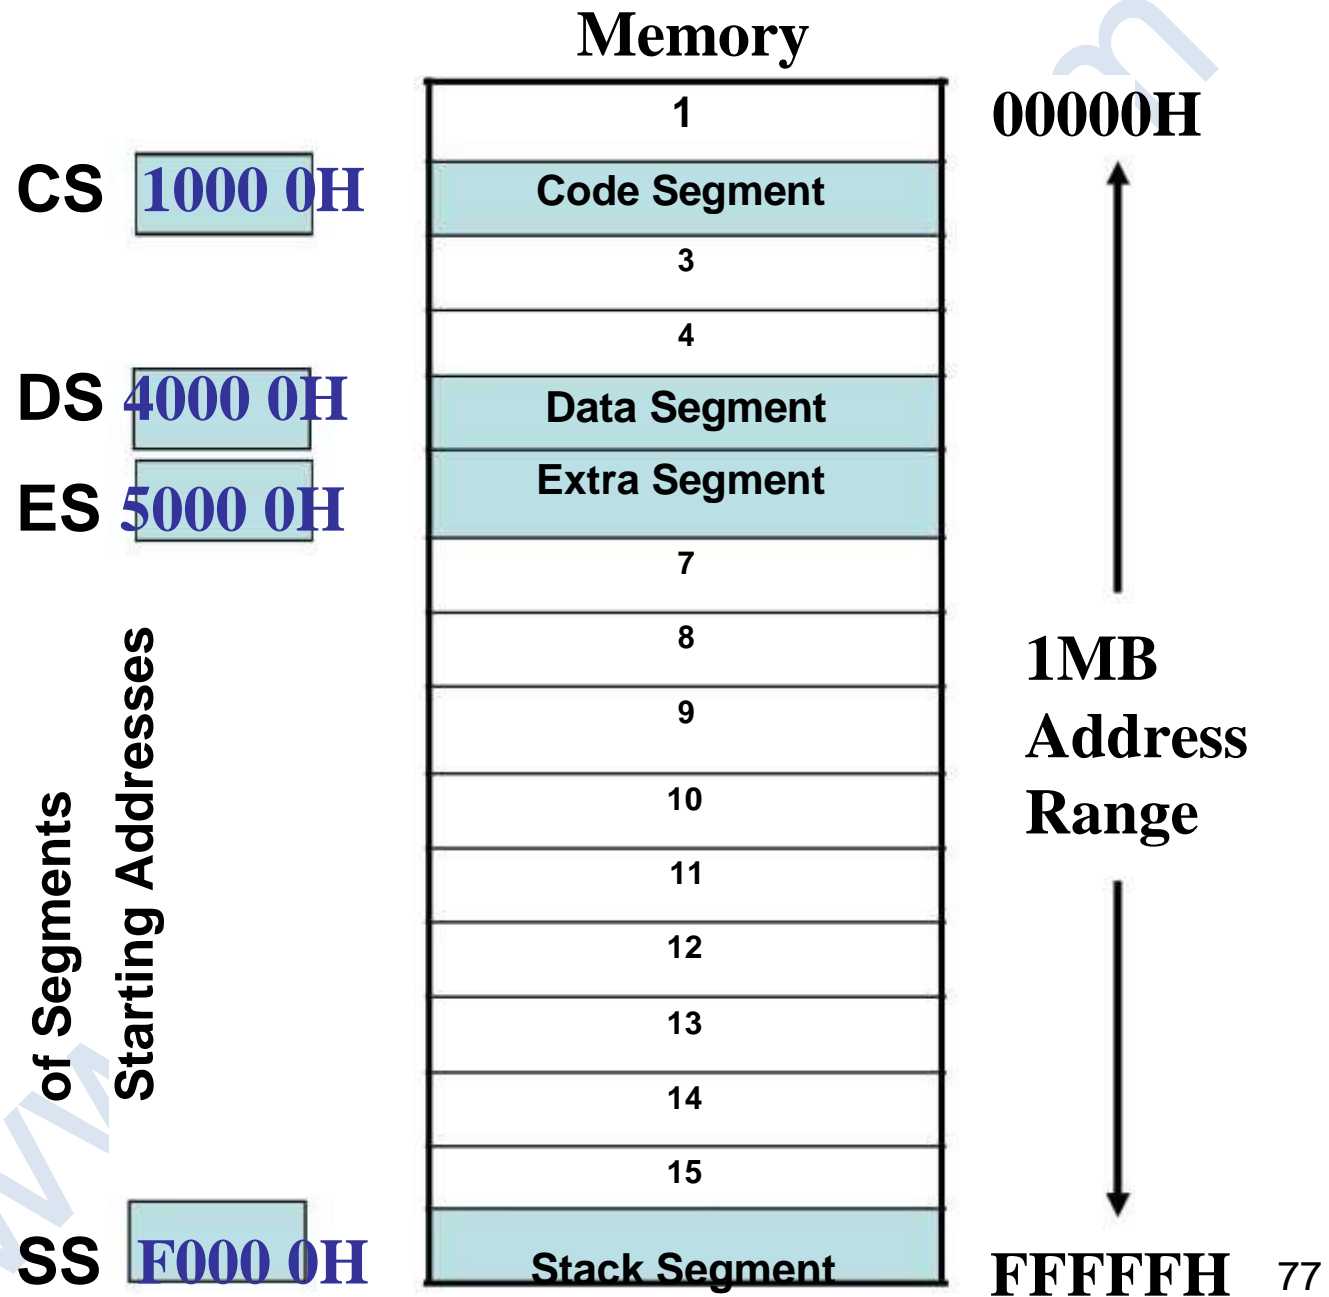 Memory
1
00000H
CS 1000 0H
Code Segment
3
4
DS 4000 0H
Data Segment
ES 5000 0H
Extra Segment
7
8
9
10
11
12
13
14
15
SS F000 0H
Stack Segment
Starting Addresses
of Segments
1MB
Address
Range
FFFFFH
77